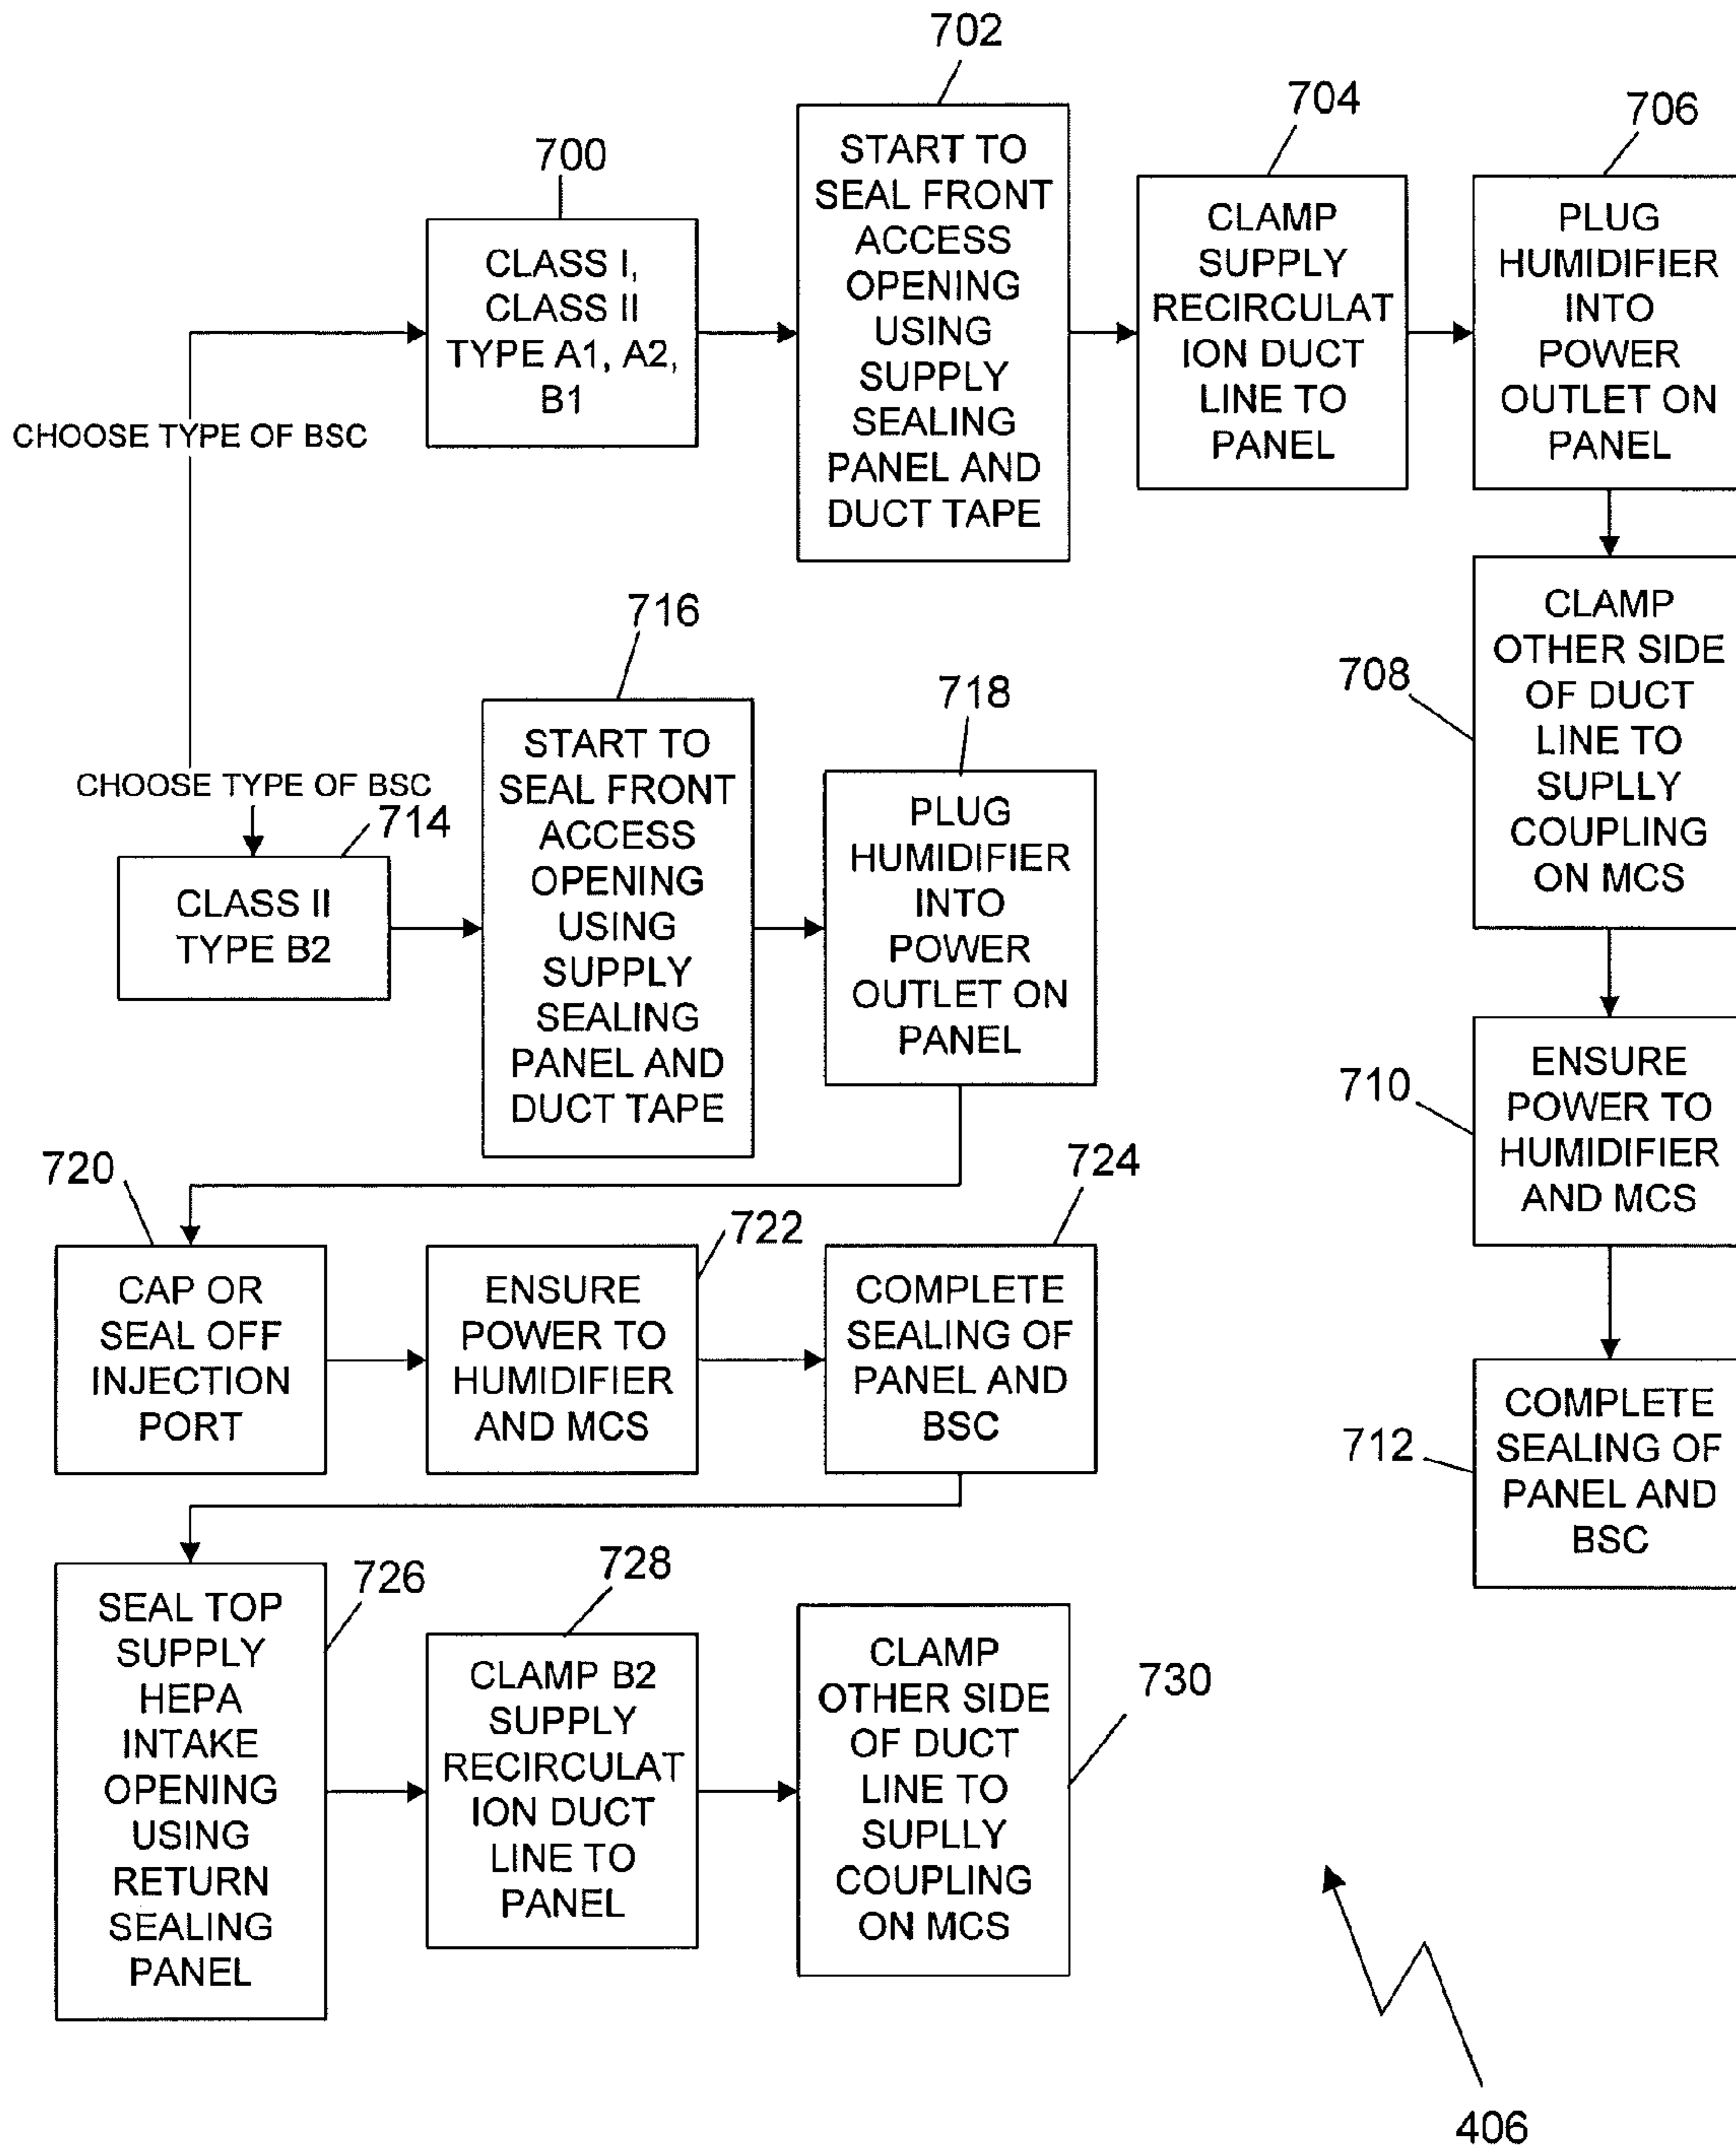 702
START TO
SEAL FRONT
ACCESS
OPENING
USING
SUPPLY
SEALING
PANEL AND
DUCT TAPE
700
CLASS I,
CLASS II
TYPE A1, A2,
B1
704
CLAMP
SUPPLY
RECIRCULAT
ION DUCT
LINE TO
PANEL
706
PLUG
HUMIDIFIER
INTO
POWER
OUTLET ON
PANEL
CHOOSE TYPE OF BSC
708
CLAMP
OTHER SIDE
OF DUCT
LINE TO
SUPLLY
COUPLING
ON MCS
710
ENSURE
POWER TO
HUMIDIFIER
AND MCS
712
COMPLETE
SEALING OF
PANEL AND
BSC
CHOOSE TYPE OF BSC
714
CLASS II
TYPE B2
716
START TO
SEAL FRONT
ACCESS
OPENING
USING
SUPPLY
SEALING
PANEL AND
DUCT TAPE
718
PLUG
HUMIDIFIER
INTO
POWER
OUTLET ON
PANEL
720
CAP OR
SEAL OFF
INJECTION
PORT
722
ENSURE
POWER TO
HUMIDIFIER
AND MCS
724
COMPLETE
SEALING OF
PANEL AND
BSC
726
SEAL TOP
SUPPLY
HEPA
INTAKE
OPENING
USING
RETURN
SEALING
PANEL
728
CLAMP B2
SUPPLY
RECIRCULAT
ION DUCT
LINE TO
PANEL
730
CLAMP
OTHER SIDE
OF DUCT
LINE TO
SUPLLY
COUPLING
ON MCS
406